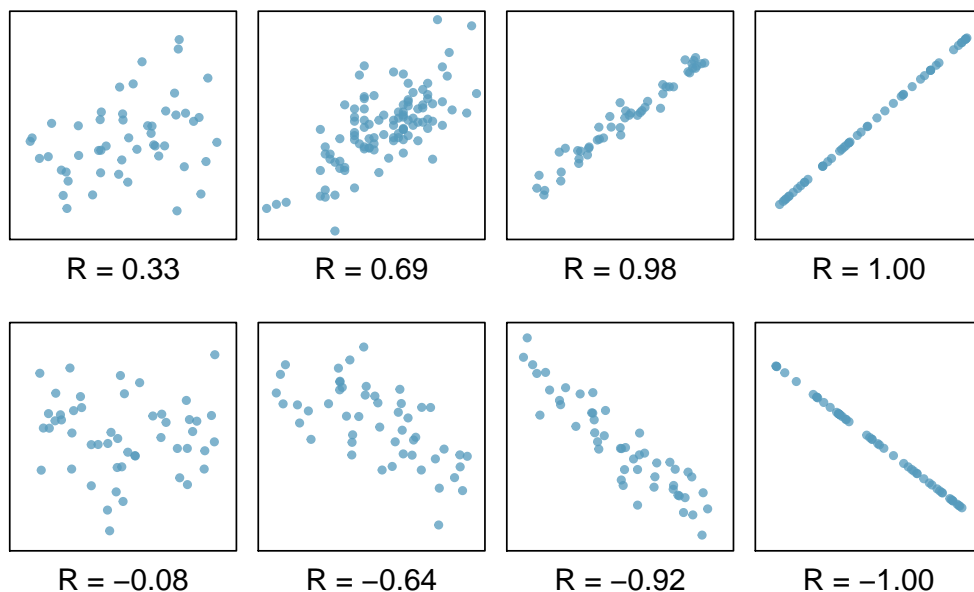 R = 0.33 R = 0.69 R = 0.98 R = 1.00
R = −0.08 R = −0.64 R = −0.92 R = −1.00